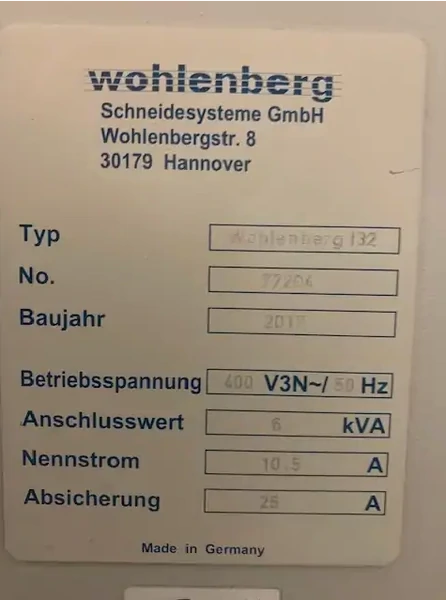 wohlenberg
Schneidesysteme GmbH
Wohlenbergstr. 8
30179 Hannover
Typ Wohlenberg 132
No.
Baujahr
Betriebsspannung 400 V3N~/ 50 Hz
Anschlusswert 6 kVA
Nennstrom 10.5 A
Absicherung 25 A
Made in Germany